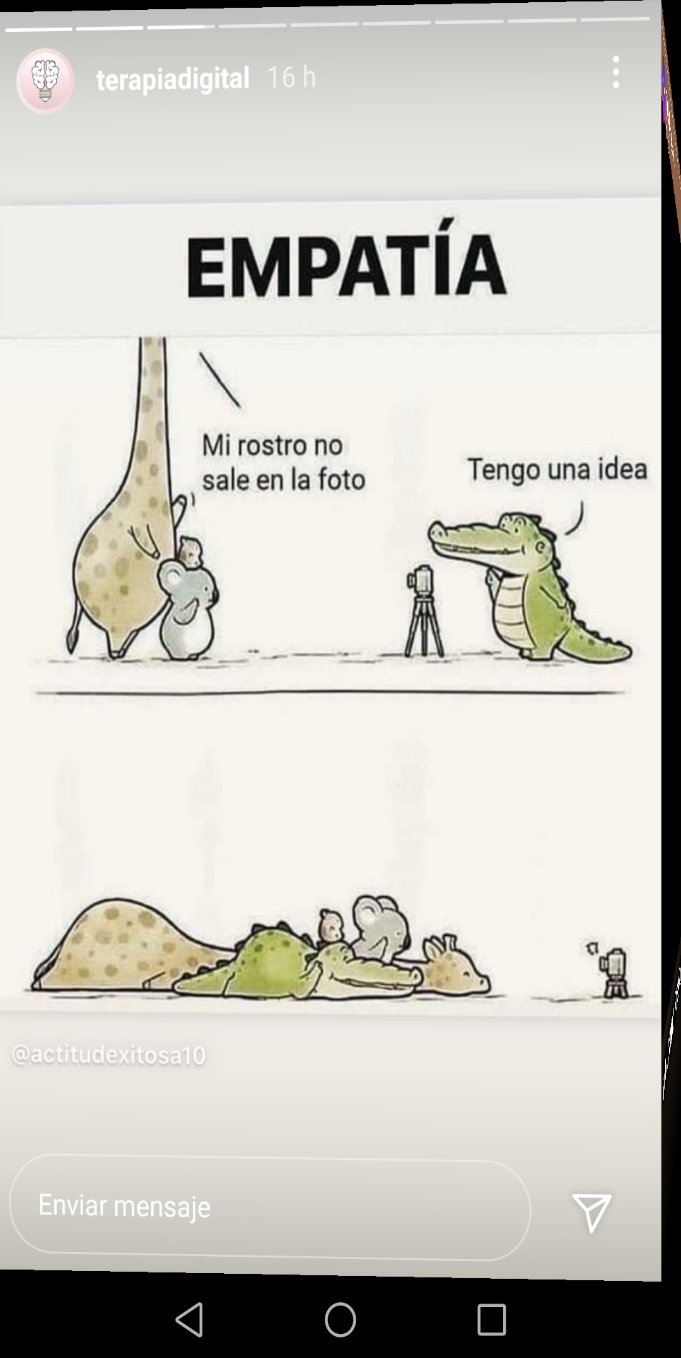 terapiadigital 16 h
EMPATÍA
Mi rostro no
sale en la foto
Tengo una idea
@actitudexitosa10
Enviar mensaje